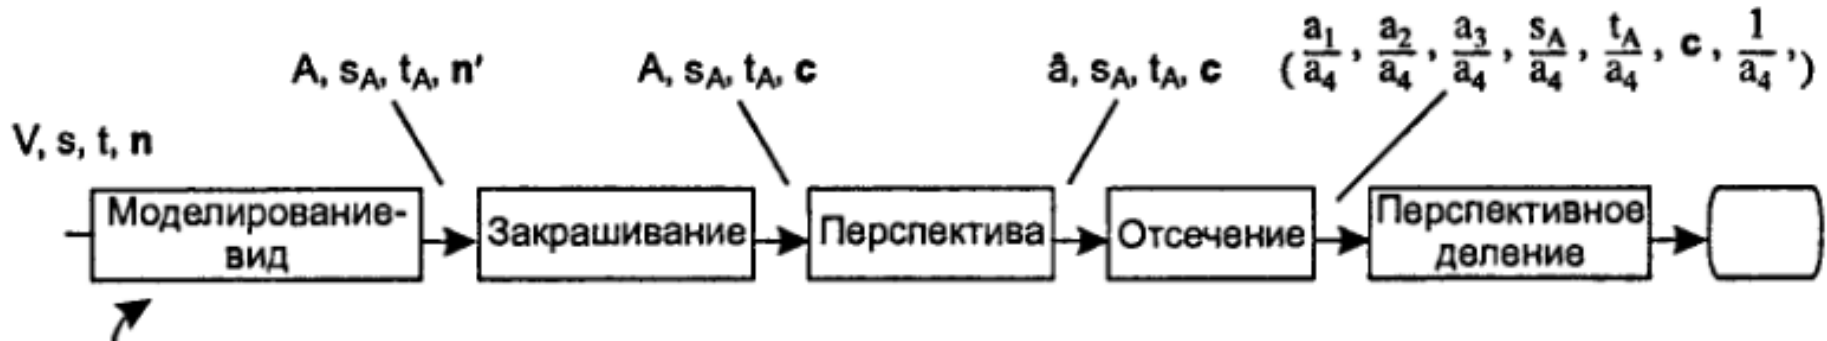 V, s, t, n
A, s_A, t_A, n'
A, s_A, t_A, c
â, s_A, t_A, c
(a₁/a₄, a₂/a₄, a₃/a₄, s_A/a₄, t_A/a₄, c, 1/a₄,)
Моделирование-
вид
Закрашивание
Перспектива
Отсечение
Перспективное
деление